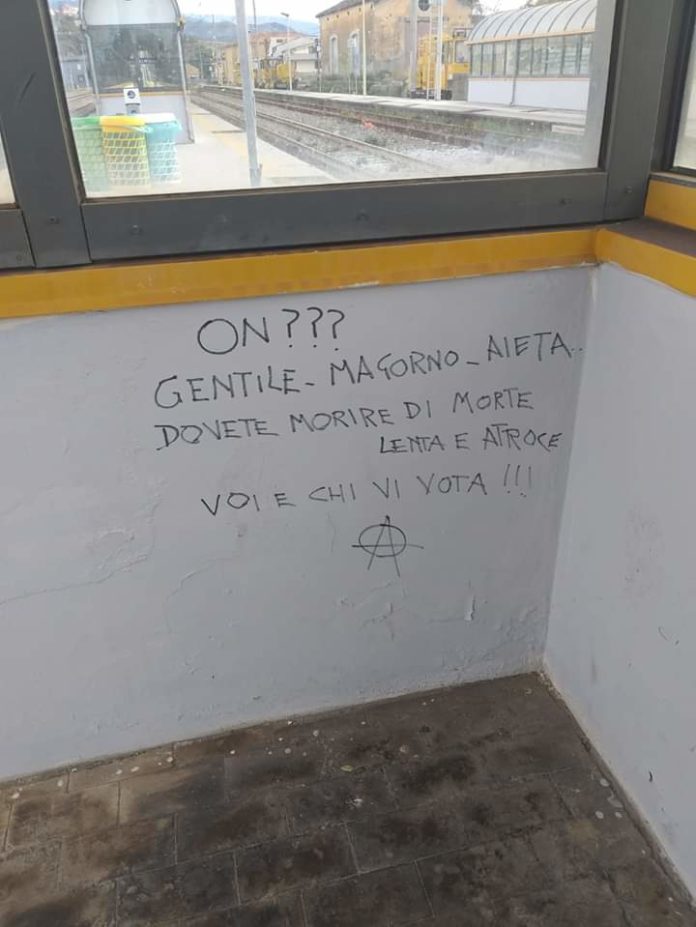 ON???
GENTILE- MAGORNO- AIETA..
DOVETE MORIRE DI MORTE
LENTA E ATROCE
VOI E CHI VI VOTA!!!